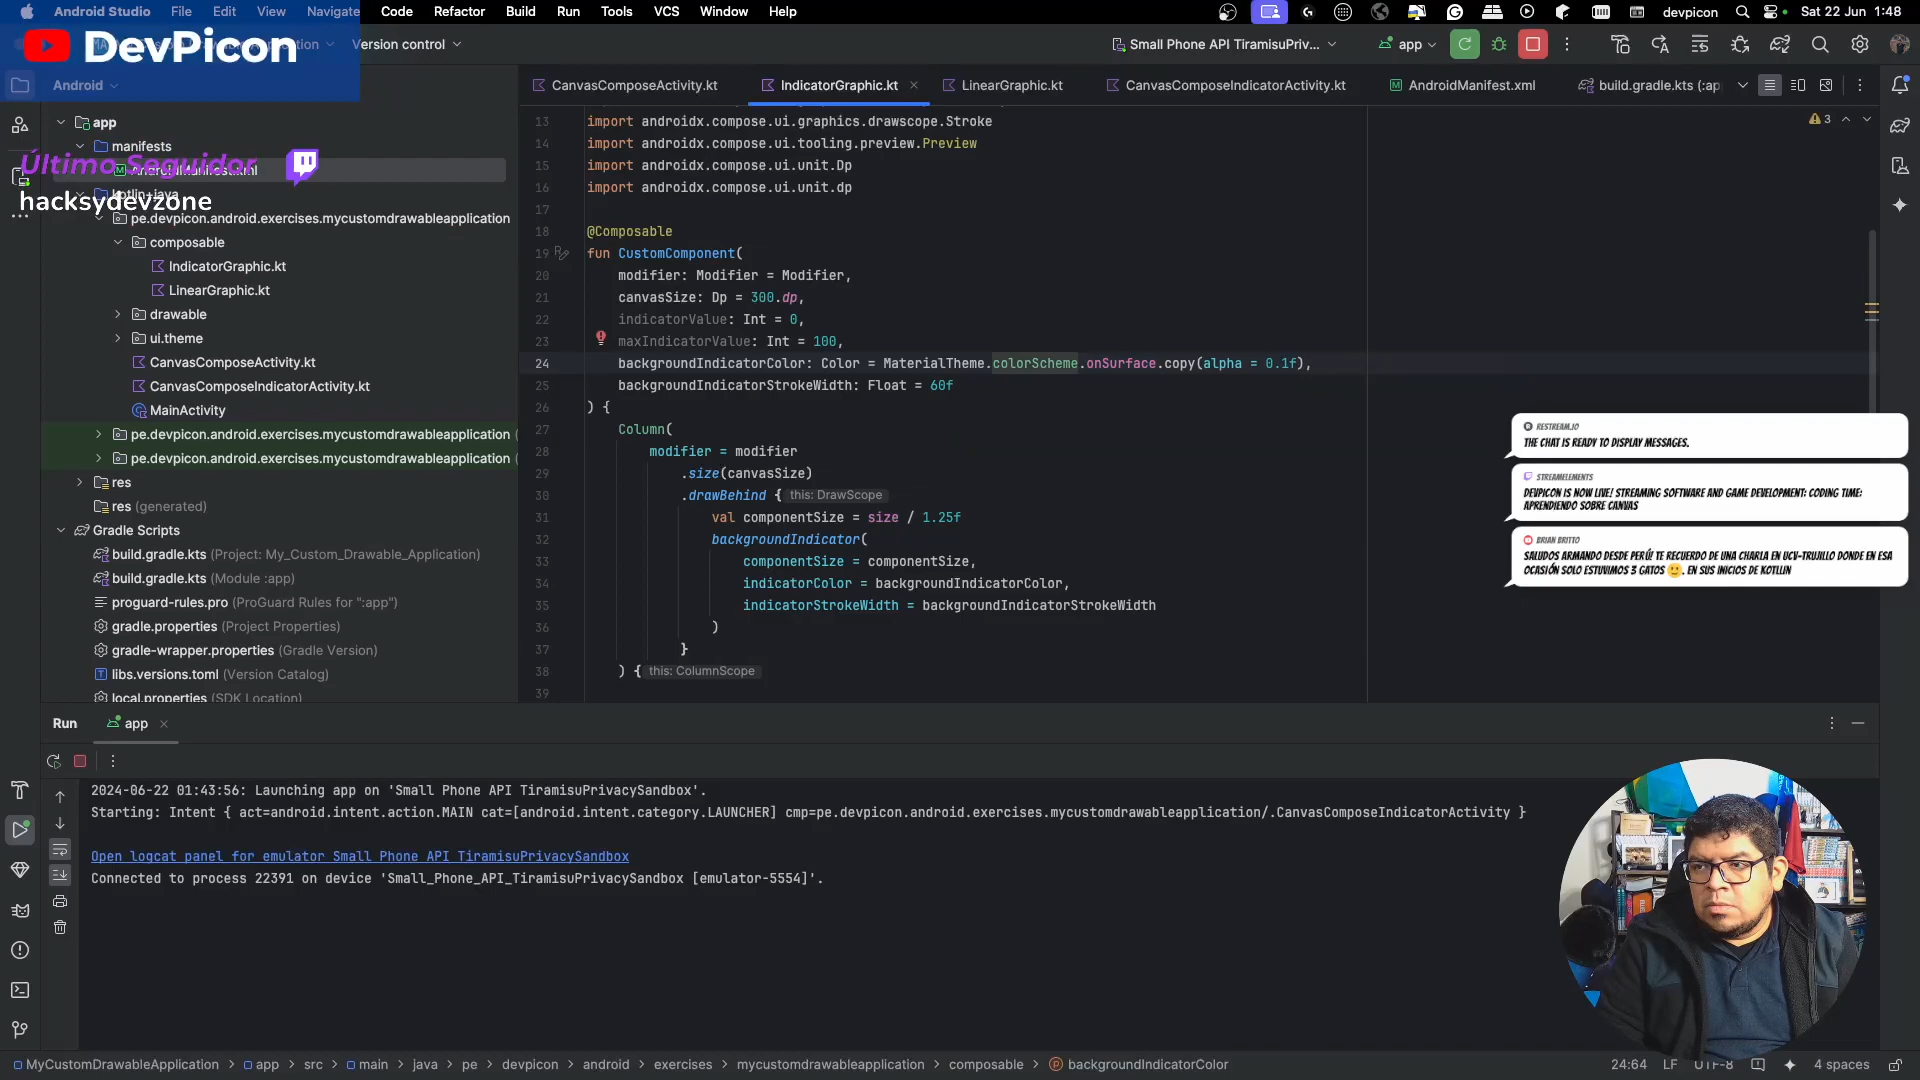 Android Studio File Edit View Navigate Code Refactor Build Run Tools VCS Window Help
devpicon Sat 22 Jun 1:48
DevPicon
Version control
Small Phone API TiramisuPriv...
app
Android
CanvasComposeActivity.kt
IndicatorGraphic.kt
LinearGraphic.kt
CanvasComposeIndicatorActivity.kt
AndroidManifest.xml
build.gradle.kts (:ap
app
manifests
Último Seguidor
hacksydevzone
pe.devpicon.android.exercises.mycustomdrawableapplication
composable
IndicatorGraphic.kt
LinearGraphic.kt
drawable
ui.theme
CanvasComposeActivity.kt
CanvasComposeIndicatorActivity.kt
MainActivity
pe.devpicon.android.exercises.mycustomdrawableapplication (
pe.devpicon.android.exercises.mycustomdrawableapplication (
res
res (generated)
Gradle Scripts
build.gradle.kts (Project: My_Custom_Drawable_Application)
build.gradle.kts (Module :app)
proguard-rules.pro (ProGuard Rules for ":app")
gradle.properties (Project Properties)
gradle-wrapper.properties (Gradle Version)
libs.versions.toml (Version Catalog)
local.properties (SDK Location)
3
13 import androidx.compose.ui.graphics.drawscope.Stroke
14 import androidx.compose.ui.tooling.preview.Preview
15 import androidx.compose.ui.unit.Dp
16 import androidx.compose.ui.unit.dp
17
18 @Composable
19 fun CustomComponent(
20 modifier: Modifier = Modifier,
21 canvasSize: Dp = 300.dp,
22 indicatorValue: Int = 0,
23 maxIndicatorValue: Int = 100,
24 backgroundIndicatorColor: Color = MaterialTheme.colorScheme.onSurface.copy(alpha = 0.1f),
25 backgroundIndicatorStrokeWidth: Float = 60f
26 ) {
27 Column(
28 modifier = modifier
29 .size(canvasSize)
30 .drawBehind { this: DrawScope
31 val componentSize = size / 1.25f
32 backgroundIndicator(
33 componentSize = componentSize,
34 indicatorColor = backgroundIndicatorColor,
35 indicatorStrokeWidth = backgroundIndicatorStrokeWidth
36 )
37 }
38 ) { this: ColumnScope
39
RESTREAM.IO
THE CHAT IS READY TO DISPLAY MESSAGES.
STREAMELEMENTS
DEVPICON IS NOW LIVE! STREAMING SOFTWARE AND GAME DEVELOPMENT: CODING TIME:
APRENDIENDO SOBRE CANVAS
BRIAN BRITTO
SALUDOS ARMANDO DESDE PERÚ! TE RECUERDO DE UNA CHARLA EN UCV-TRUJILLO DONDE EN ESA
OCASIÓN SOLO ESTUVIMOS 3 GATOS 🙂. EN SUS INICIOS DE KOTLIN
Run app
2024-06-22 01:43:56: Launching app on 'Small Phone API TiramisuPrivacySandbox'.
Starting: Intent { act=android.intent.action.MAIN cat=[android.intent.category.LAUNCHER] cmp=pe.devpicon.android.exercises.mycustomdrawableapplication/.CanvasComposeIndicatorActivity }
Open logcat panel for emulator Small Phone API TiramisuPrivacySandbox
Connected to process 22391 on device 'Small_Phone_API_TiramisuPrivacySandbox [emulator-5554]'.
MyCustomDrawableApplication > app > src > main > java > pe > devpicon > android > exercises > mycustomdrawableapplication > composable > backgroundIndicatorColor
24:64 LF UTF-8 4 spaces